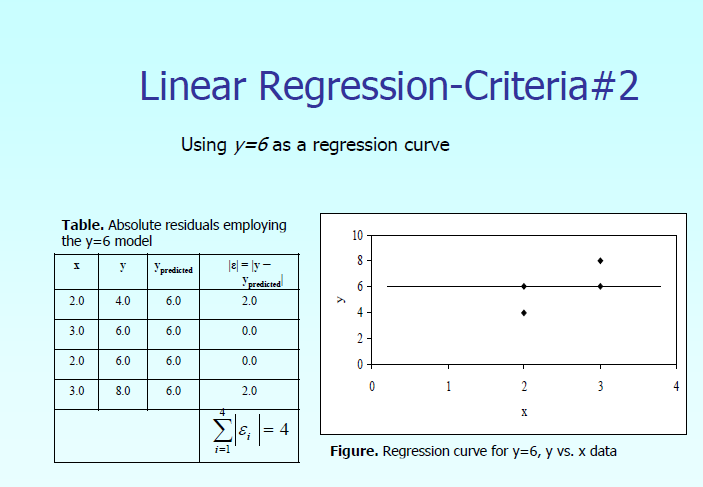 Linear Regression-Criteria#2
Using y=6 as a regression curve
Table. Absolute residuals employing
the y=6 model
x y y_predicted |ε| = |y – y_predicted|
2.0 4.0 6.0 2.0
3.0 6.0 6.0 0.0
2.0 6.0 6.0 0.0
3.0 8.0 6.0 2.0
∑_{i=1}^{4} |ε_i| = 4
10
8
6
4
2
0
y
0 1 2 3 4
x
Figure. Regression curve for y=6, y vs. x data